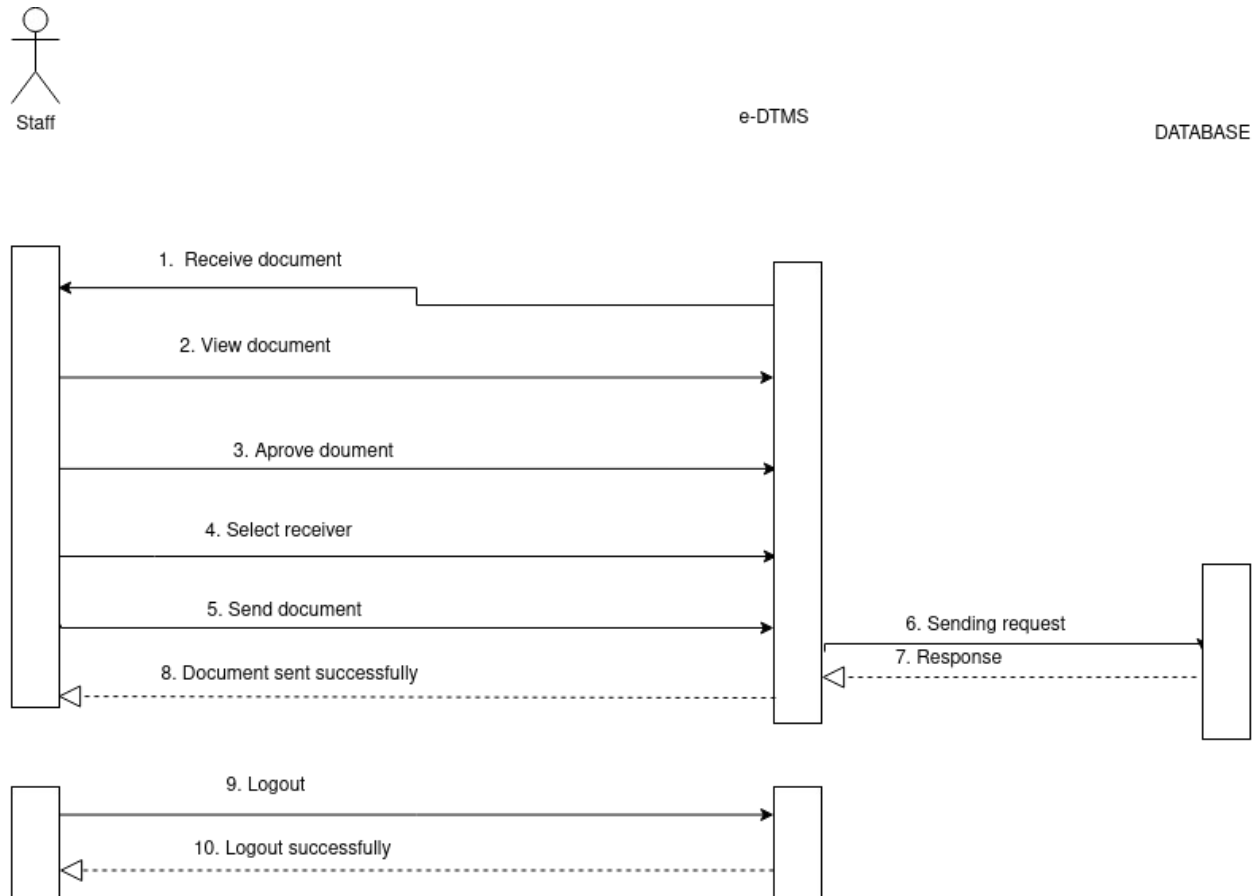 Staff
e-DTMS
DATABASE
1. Receive document
2. View document
3. Aprove doument
4. Select receiver
5. Send document
6. Sending request
7. Response
8. Document sent successfully
9. Logout
10. Logout successfully